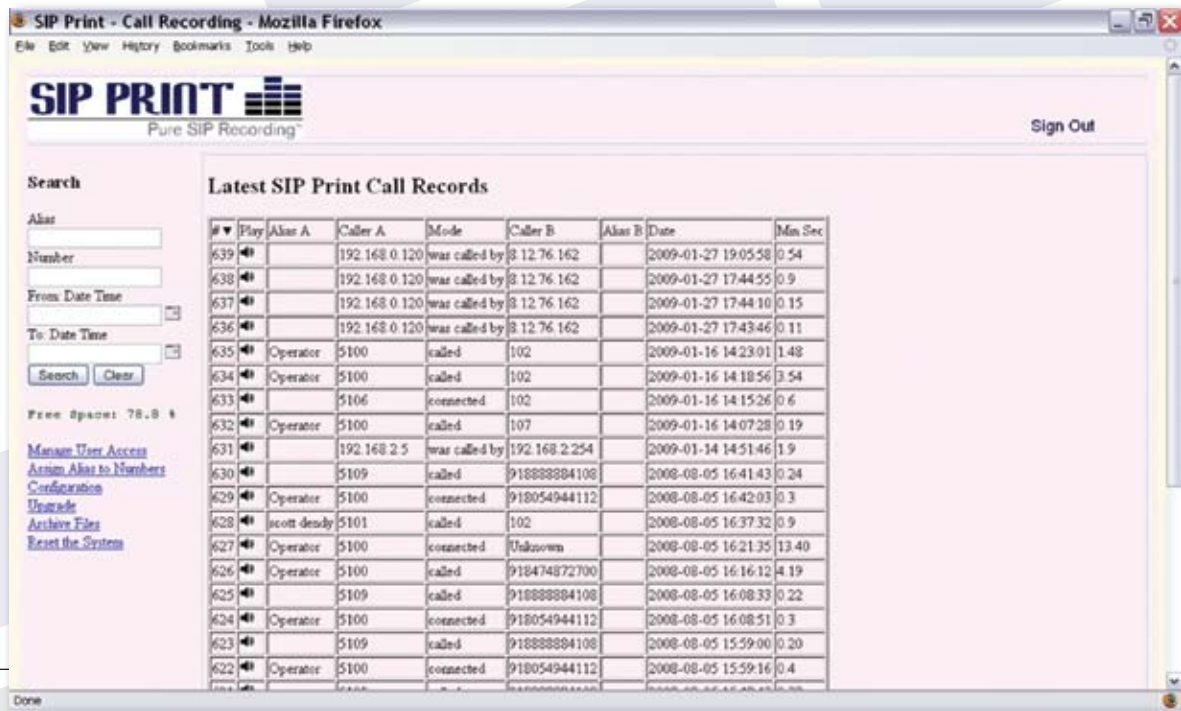 SIP Print - Call Recording - Mozilla Firefox
File Edit View History Bookmarks Tools Help
SIP PRINT
Pure SIP Recording™
Sign Out
Search
Alias
Number
From: Date Time
To: Date Time
Search Clear
Free Space: 78.8 %
Manage User Access
Assign Alias to Numbers
Configuration
Upgrade
Archive Files
Reset the System
Latest SIP Print Call Records
#▼ Play Alias A Caller A Mode Caller B Alias B Date Min Sec
639 192.168.0.120 was called by 8.12.76.162 2009-01-27 19:05:58 0.54
638 192.168.0.120 was called by 8.12.76.162 2009-01-27 17:44:55 0.9
637 192.168.0.120 was called by 8.12.76.162 2009-01-27 17:44:10 0.15
636 192.168.0.120 was called by 8.12.76.162 2009-01-27 17:43:46 0.11
635 Operator 5100 called 102 2009-01-16 14:23:01 1.48
634 Operator 5100 called 102 2009-01-16 14:18:56 3.54
633 5106 connected 102 2009-01-16 14:15:26 0.6
632 Operator 5100 called 107 2009-01-16 14:07:28 0.19
631 192.168.2.5 was called by 192.168.2.254 2009-01-14 14:51:46 1.9
630 5109 called 918888884108 2008-08-05 16:41:43 0.24
629 Operator 5100 connected 918054944112 2008-08-05 16:42:03 0.3
628 scott dendy 5101 called 102 2008-08-05 16:37:32 0.9
627 Operator 5100 connected Unknown 2008-08-05 16:21:35 13.40
626 Operator 5100 called 918474872700 2008-08-05 16:16:12 4.19
625 5109 called 918888884108 2008-08-05 16:08:33 0.22
624 Operator 5100 connected 918054944112 2008-08-05 16:08:51 0.3
623 5109 called 918888884108 2008-08-05 15:59:00 0.20
622 Operator 5100 connected 918054944112 2008-08-05 15:59:16 0.4
Done